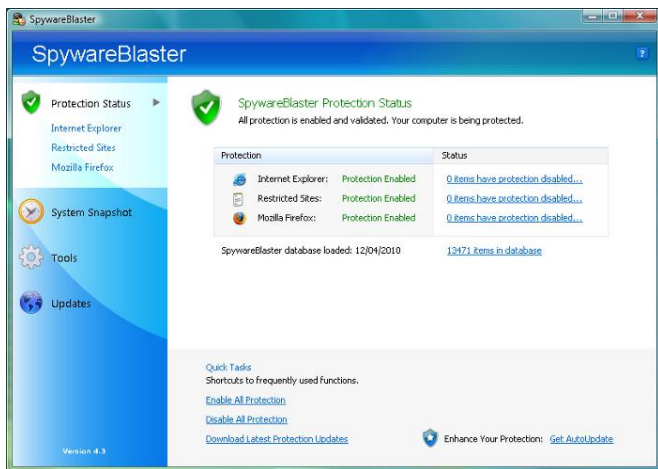 SpywareBlaster
SpywareBlaster
?
Protection Status
Internet Explorer
Restricted Sites
Mozilla Firefox
System Snapshot
Tools
Updates
Version 4.3
SpywareBlaster Protection Status
All protection is enabled and validated. Your computer is being protected.
Protection Status
Internet Explorer: Protection Enabled 0 items have protection disabled...
Restricted Sites: Protection Enabled 0 items have protection disabled...
Mozilla Firefox: Protection Enabled 0 items have protection disabled...
SpywareBlaster database loaded: 12/04/2010 13471 items in database
Quick Tasks
Shortcuts to frequently used functions.
Enable All Protection
Disable All Protection
Download Latest Protection Updates
Enhance Your Protection: Get AutoUpdate